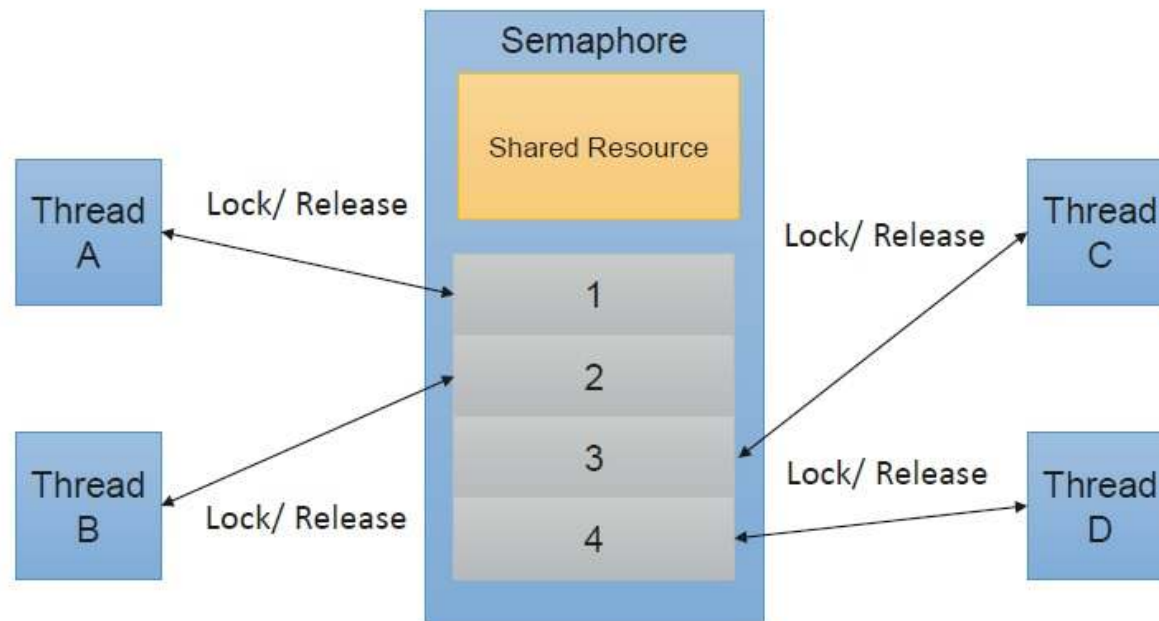 Semaphore
Shared Resource
Thread
A
Lock/ Release
Thread
B
Lock/ Release
1
2
3
4
Lock/ Release
Thread
C
Lock/ Release
Thread
D